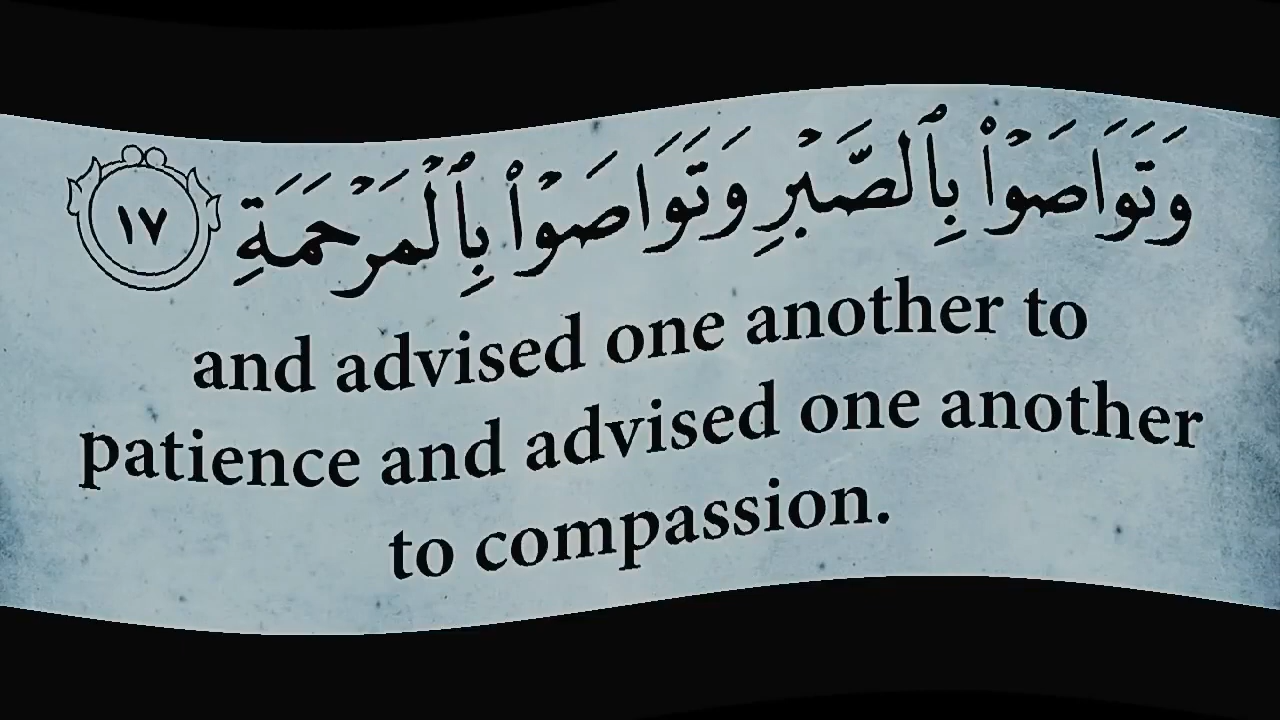 وَتَوَاصَوْا۟ بِٱلصَّبْرِ وَتَوَاصَوْا۟ بِٱلْمَرْحَمَةِ ١٧
and advised one another to
patience and advised one another
to compassion.